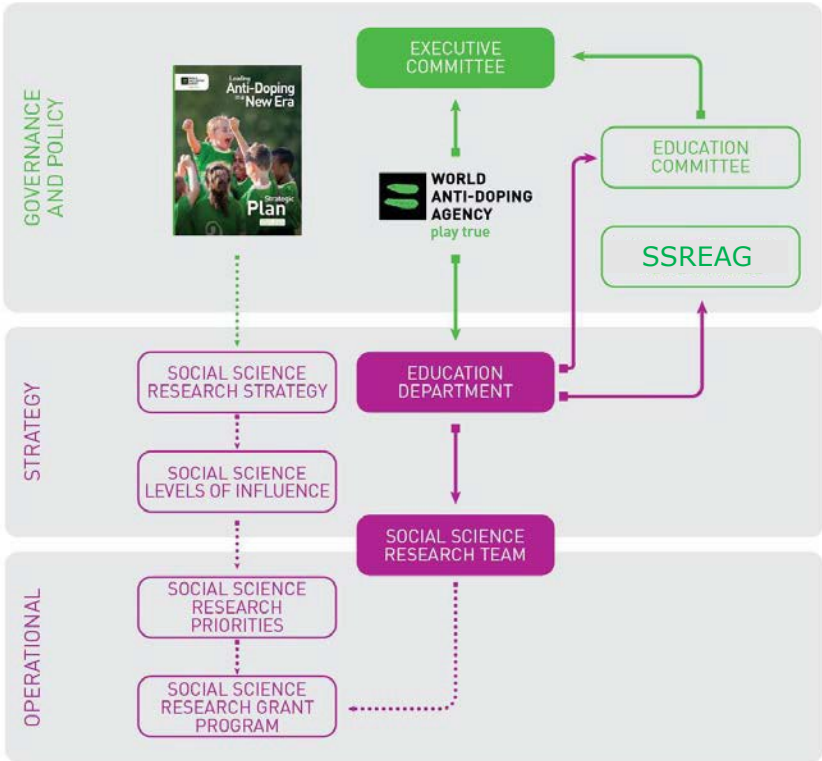 GOVERNANCE
AND POLICY
Leading
Anti-Doping
New Era
Strategic
Plan
EXECUTIVE
COMMITTEE
WORLD
ANTI-DOPING
AGENCY
play true
EDUCATION
COMMITTEE
SSREAG
STRATEGY
SOCIAL SCIENCE
RESEARCH STRATEGY
EDUCATION
DEPARTMENT
SOCIAL SCIENCE
LEVELS OF INFLUENCE
SOCIAL SCIENCE
RESEARCH TEAM
OPERATIONAL
SOCIAL SCIENCE
RESEARCH
PRIORITIES
SOCIAL SCIENCE
RESEARCH GRANT
PROGRAM